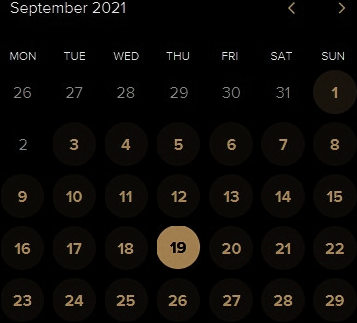 September 2021 < >
MON TUE WED THU FRI SAT SUN
26 27 28 29 30 31 1
2 3 4 5 6 7 8
9 10 11 12 13 14 15
16 17 18 19 20 21 22
23 24 25 26 27 28 29